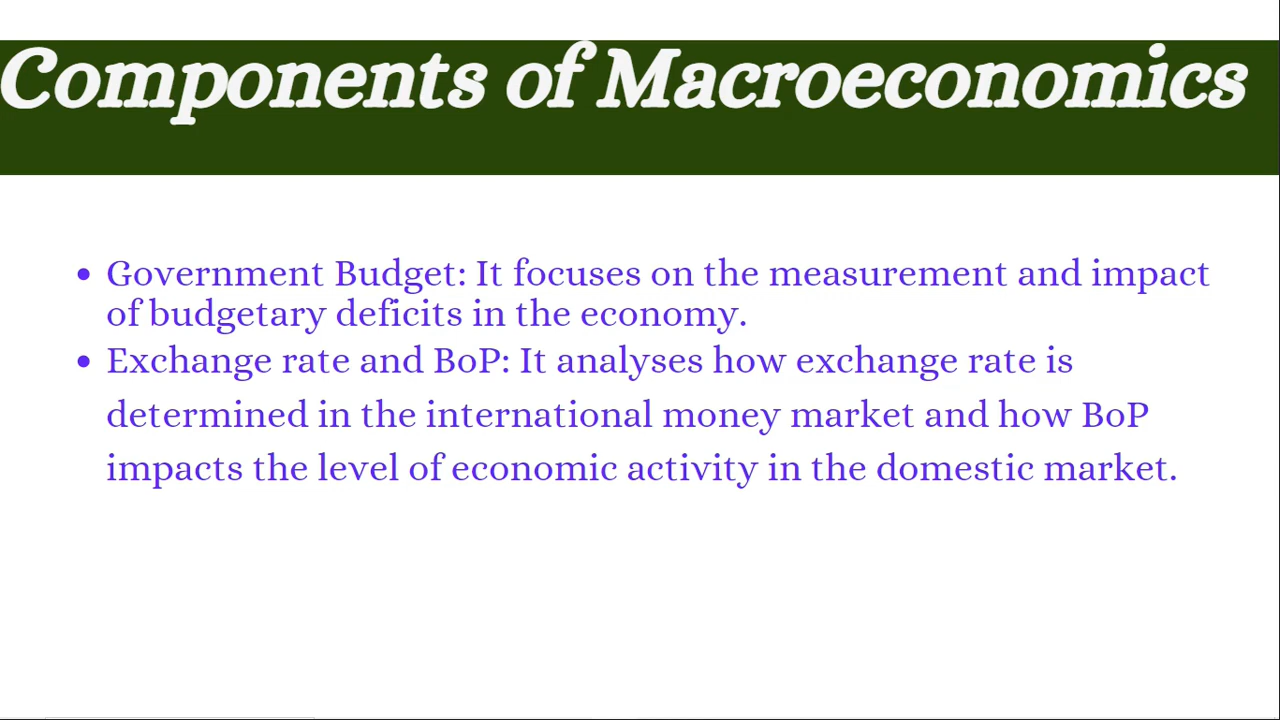 Components of Macroeconomics
• Government Budget: It focuses on the measurement and impact
of budgetary deficits in the economy.
• Exchange rate and BoP: It analyses how exchange rate is
determined in the international money market and how BoP
impacts the level of economic activity in the domestic market.